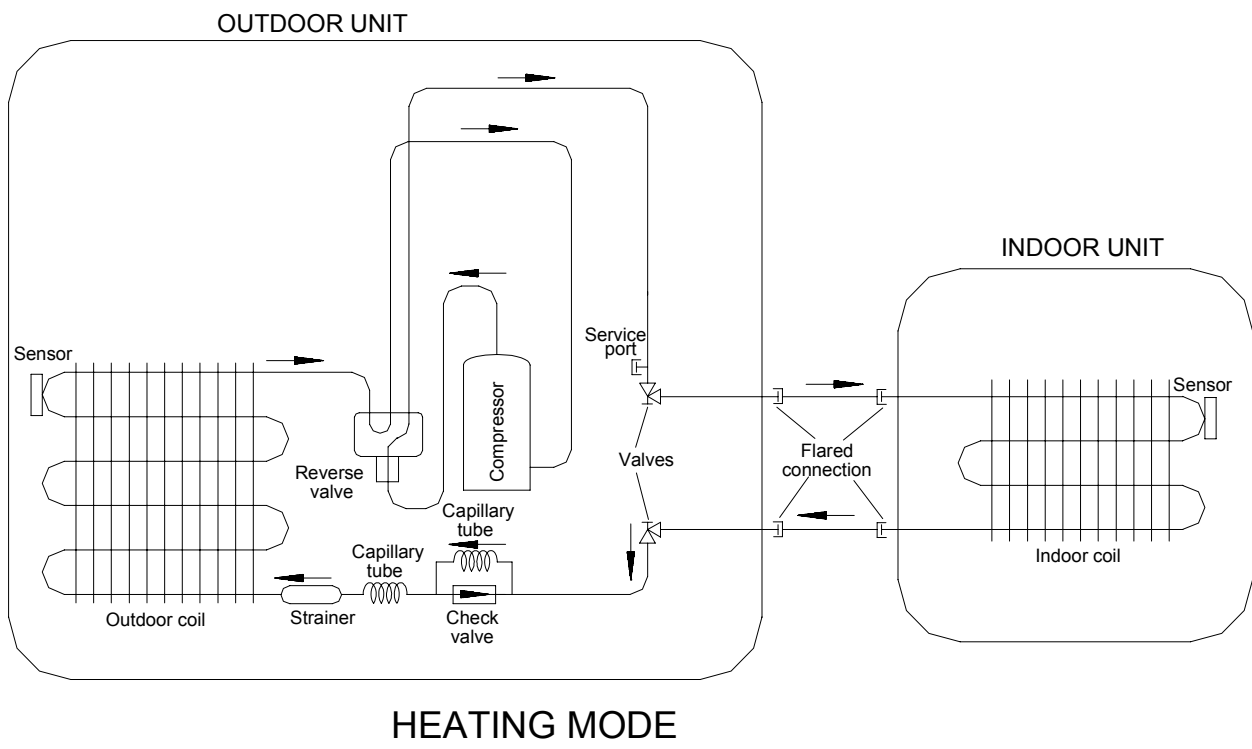 OUTDOOR UNIT
INDOOR UNIT
Service
port
Sensor
Sensor
Compressor
Reverse
valve
Valves
Flared
connection
Capillary
tube
Capillary
tube
Indoor coil
Outdoor coil
Strainer
Check
valve
HEATING MODE